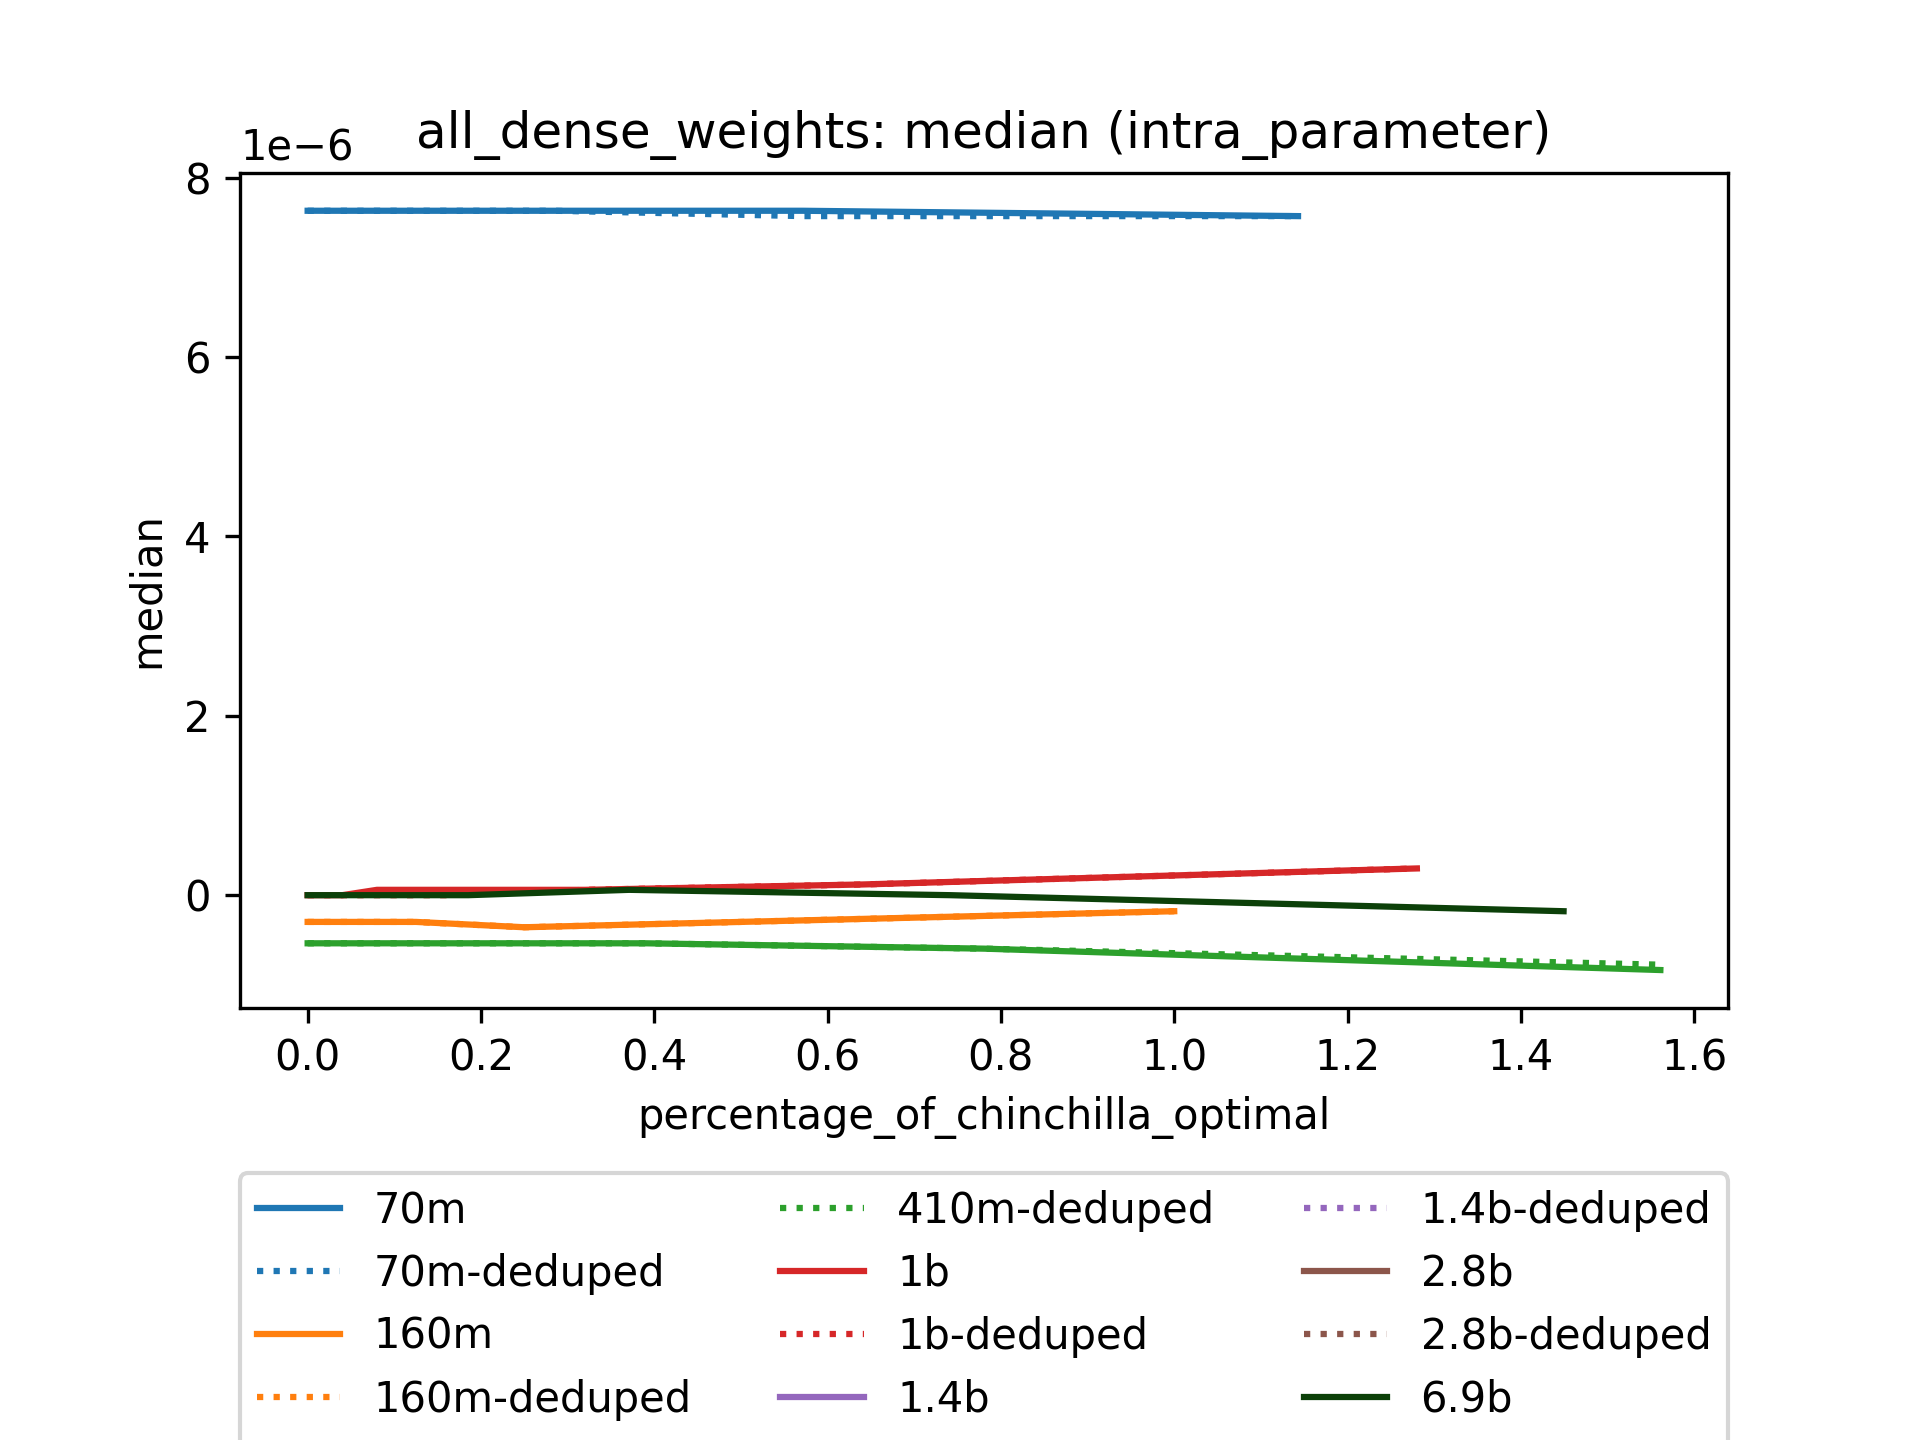 all_dense_weights: median (intra_parameter)
1e−6
8
6
4
2
0
median
0.0 0.2 0.4 0.6 0.8 1.0 1.2 1.4 1.6
percentage_of_chinchilla_optimal
70m
70m-deduped
160m
160m-deduped
410m-deduped
1b
1b-deduped
1.4b
1.4b-deduped
2.8b
2.8b-deduped
6.9b